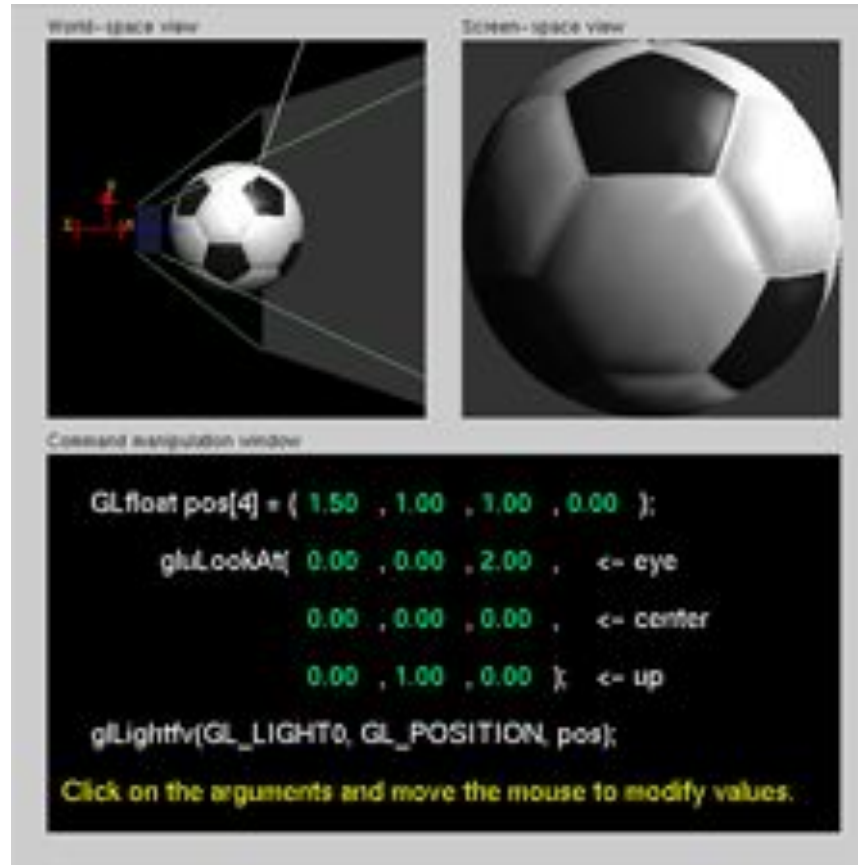 World-space view
Screen-space view
Command manipulation window
GLfloat pos[4] = { 1.50 , 1.00 , 1.00 , 0.00 };
gluLookAt( 0.00 , 0.00 , 2.00 , <- eye
0.00 , 0.00 , 0.00 , <- center
0.00 , 1.00 , 0.00 ); <- up
glLightfv(GL_LIGHT0, GL_POSITION, pos);
Click on the arguments and move the mouse to modify values.